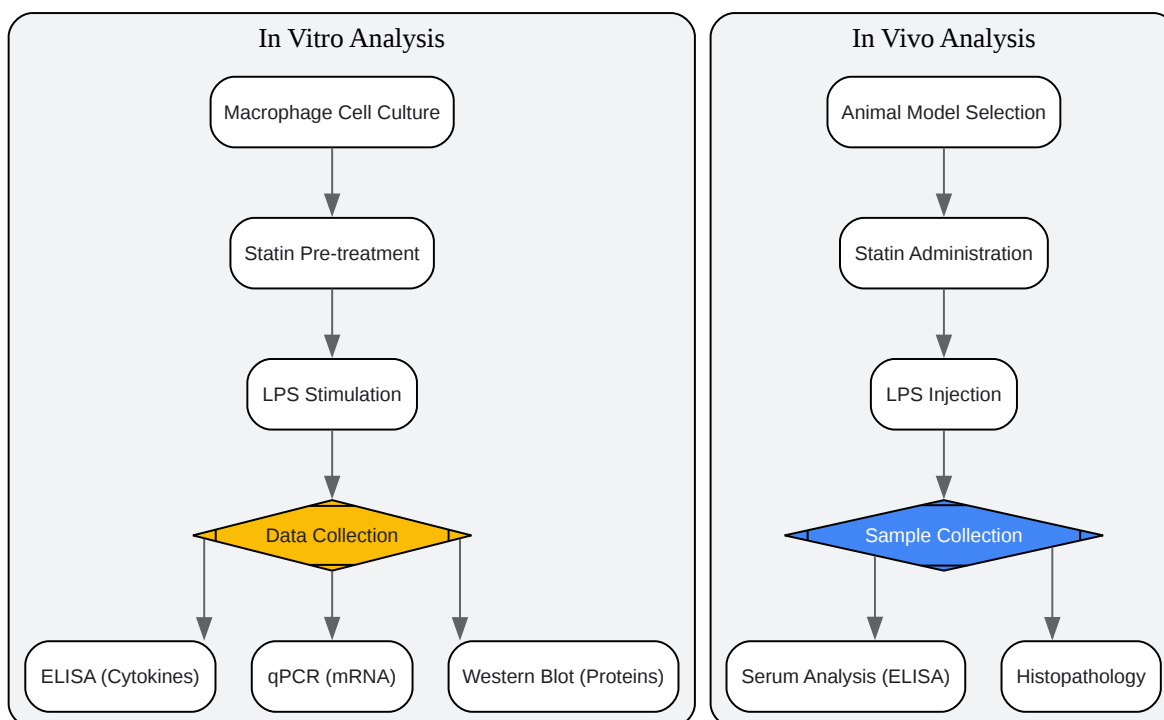 In Vitro Analysis
Macrophage Cell Culture
Statin Pre-treatment
LPS Stimulation
Data Collection
ELISA (Cytokines)
qPCR (mRNA)
Western Blot (Proteins)
In Vivo Analysis
Animal Model Selection
Statin Administration
LPS Injection
Sample Collection
Serum Analysis (ELISA)
Histopathology